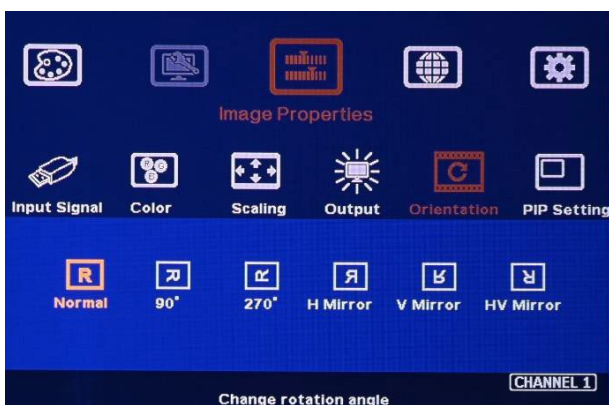 Image Properties
Input Signal Color Scaling Output Orientation PIP Setting
Normal 90° 270° H Mirror V Mirror HV Mirror
CHANNEL 1
Change rotation angle